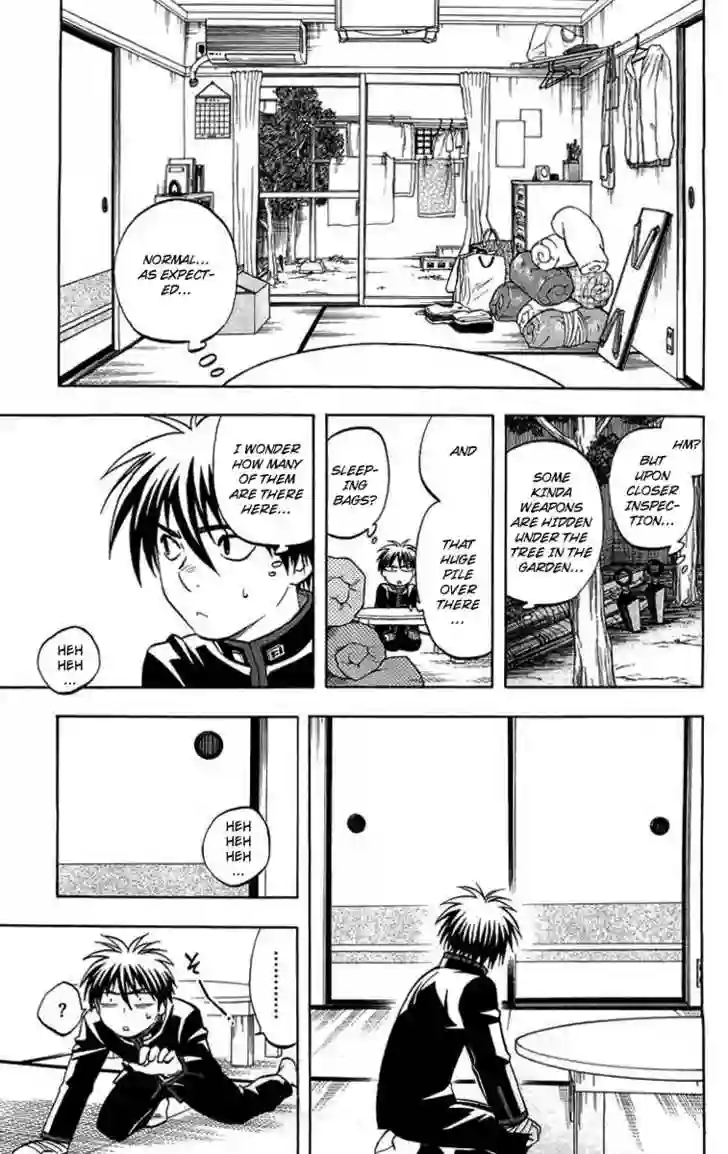 NORMAL...
AS EXPECT-
ED...
HM?
BUT
UPON
CLOSER
INSPEC-
TION...
SOME
KINDA
WEAPONS
ARE HIDDEN
UNDER THE
TREE IN THE
GARDEN...
AND
THAT
HUGE
PILE
OVER
THERE
...
SLEEP-
ING
BAGS?
I WONDER
HOW MANY
OF THEM
ARE THERE
HERE...
HEH
HEH
...
HEH
HEH
HEH
...
.........
そ〜
?